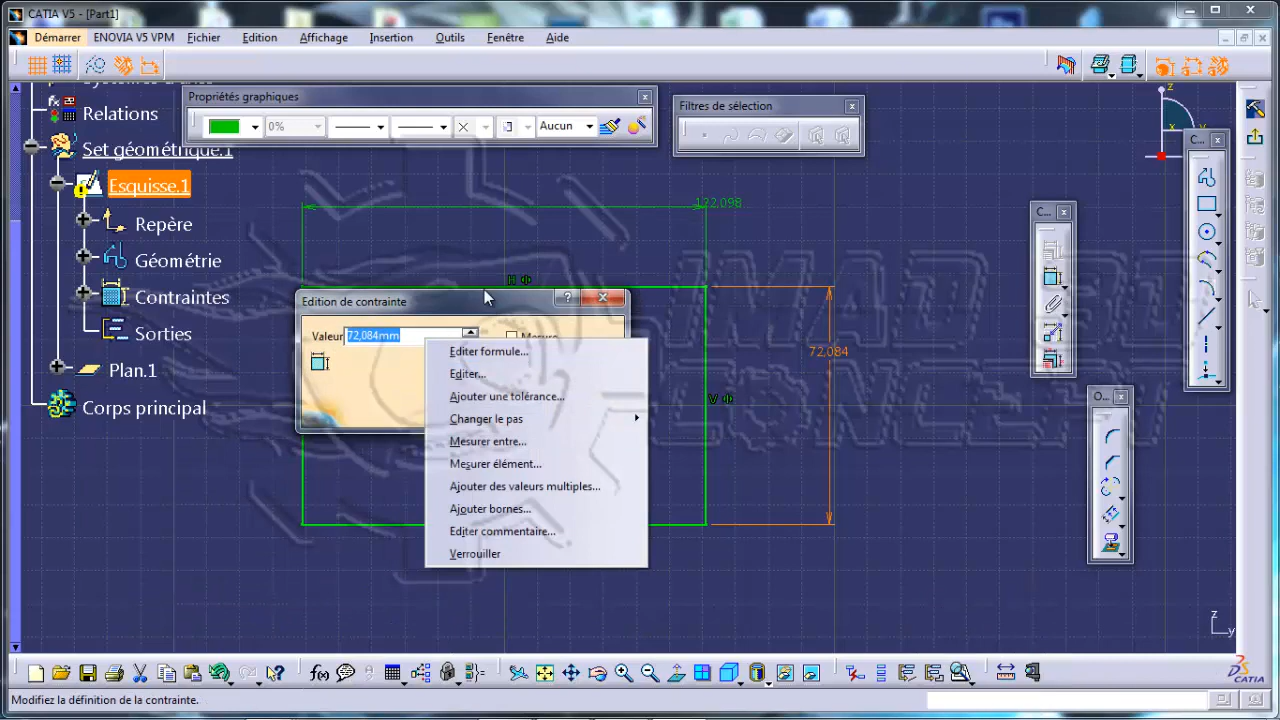 CATIA V5 - [Part1]
Démarrer ENOVIA V5 VPM Fichier Edition Affichage Insertion Outils Fenêtre Aide
Propriétés graphiques
0% Aucun
Filtres de sélection
Relations
Set géométrique.1
Esquisse.1
Repère
Géométrie
Contraintes
Sorties
Plan.1
Corps principal
122,098
H
72,084
V
Edition de contrainte
Valeur 72,084mm Mesure
Editer formule...
Editer...
Ajouter une tolérance...
Changer le pas
Mesurer entre...
Mesurer élément...
Ajouter des valeurs multiples...
Ajouter bornes...
Editer commentaire...
Verrouiller
C...
C...
O...
z
x
z
y
CATIA
Modifiez la définition de la contrainte.